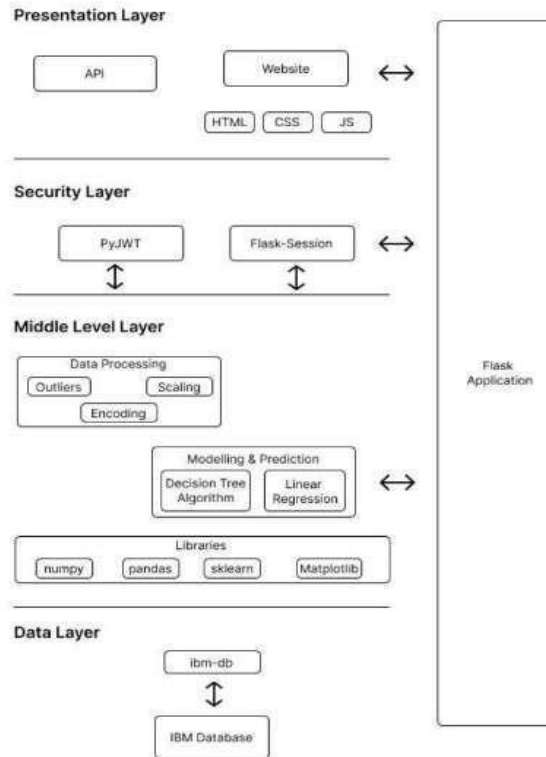 Presentation Layer
API
Website
HTML
CSS
JS
Security Layer
PyJWT
Flask-Session
Middle Level Layer
Data Processing
Outliers
Scaling
Encoding
Modelling & Prediction
Decision Tree
Algorithm
Linear
Regression
Libraries
numpy
pandas
sklearn
Matplotlib
Data Layer
ibm-db
IBM Database
Flask
Application